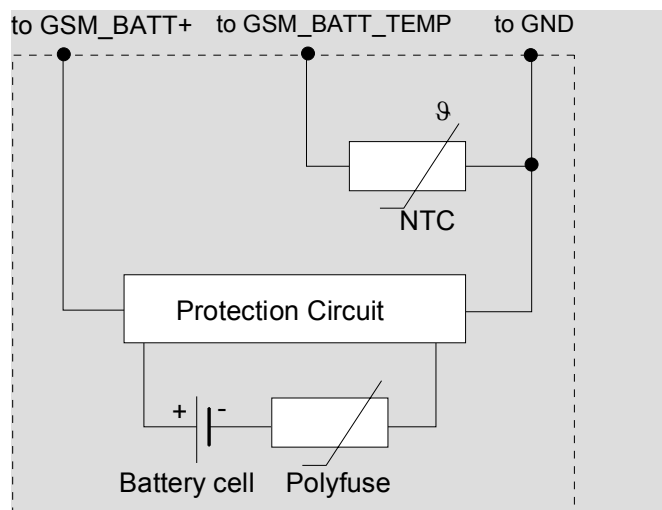 to GSM_BATT+ to GSM_BATT_TEMP to GND
ϑ
NTC
Protection Circuit
+ -
Battery cell Polyfuse